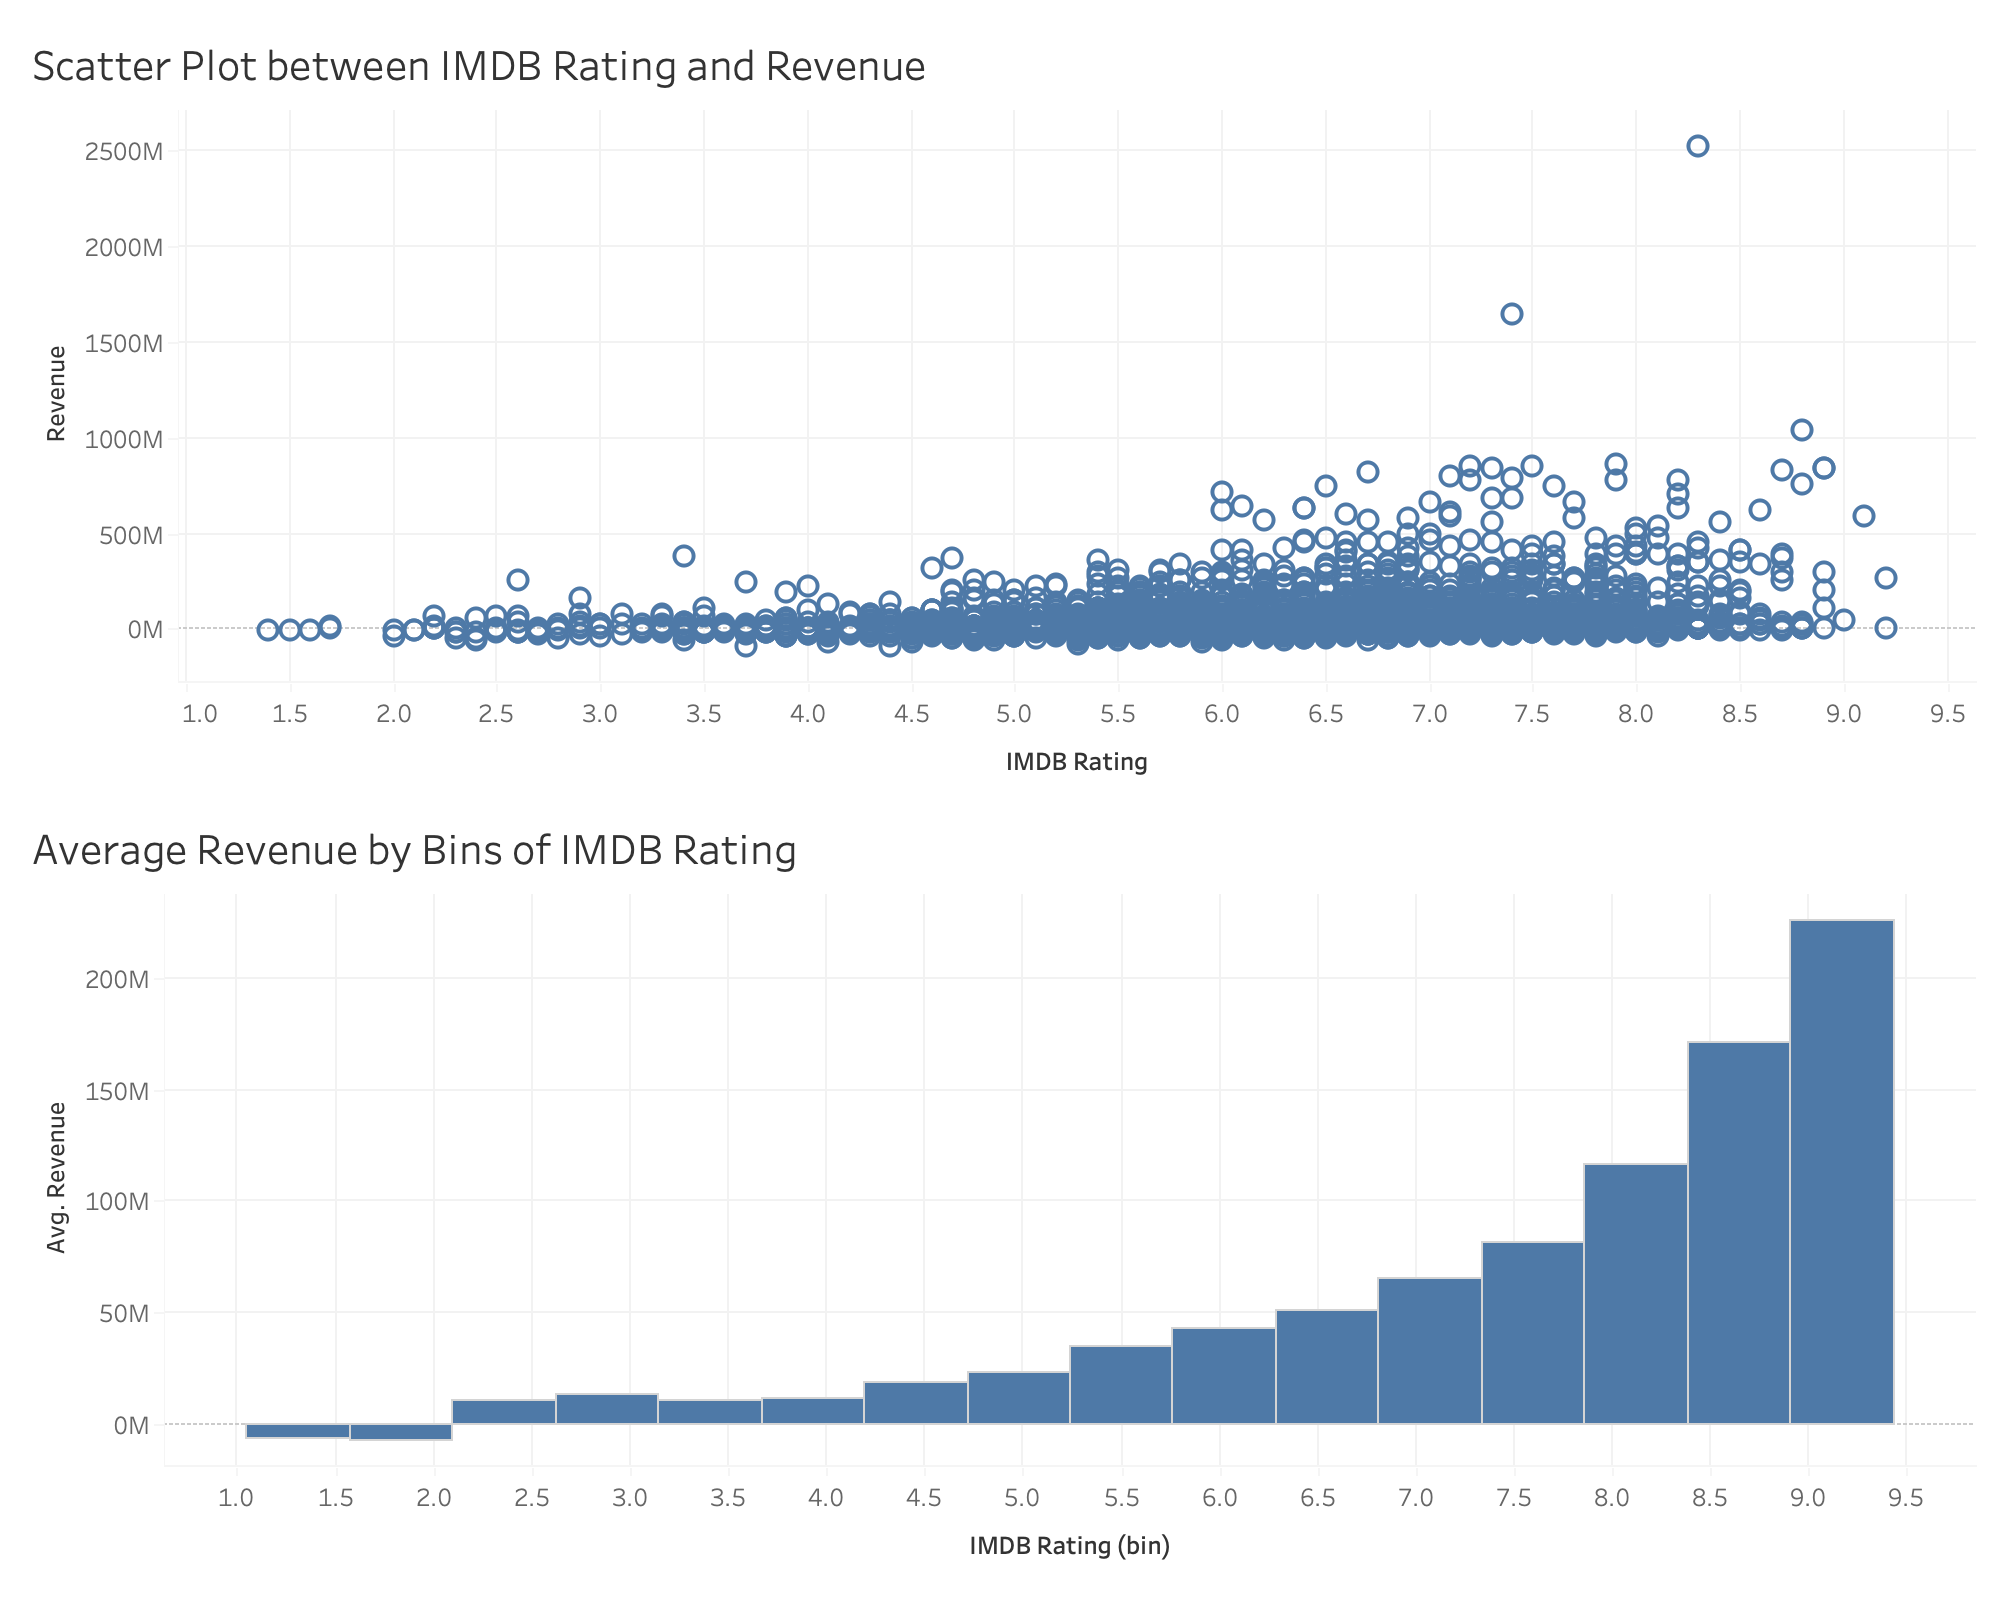 Scatter Plot between IMDB Rating and Revenue
2500M
2000M
1500M
1000M
500M
0M
Revenue
1.0 1.5 2.0 2.5 3.0 3.5 4.0 4.5 5.0 5.5 6.0 6.5 7.0 7.5 8.0 8.5 9.0 9.5
IMDB Rating
Average Revenue by Bins of IMDB Rating
200M
150M
100M
50M
0M
Avg. Revenue
1.0 1.5 2.0 2.5 3.0 3.5 4.0 4.5 5.0 5.5 6.0 6.5 7.0 7.5 8.0 8.5 9.0 9.5
IMDB Rating (bin)